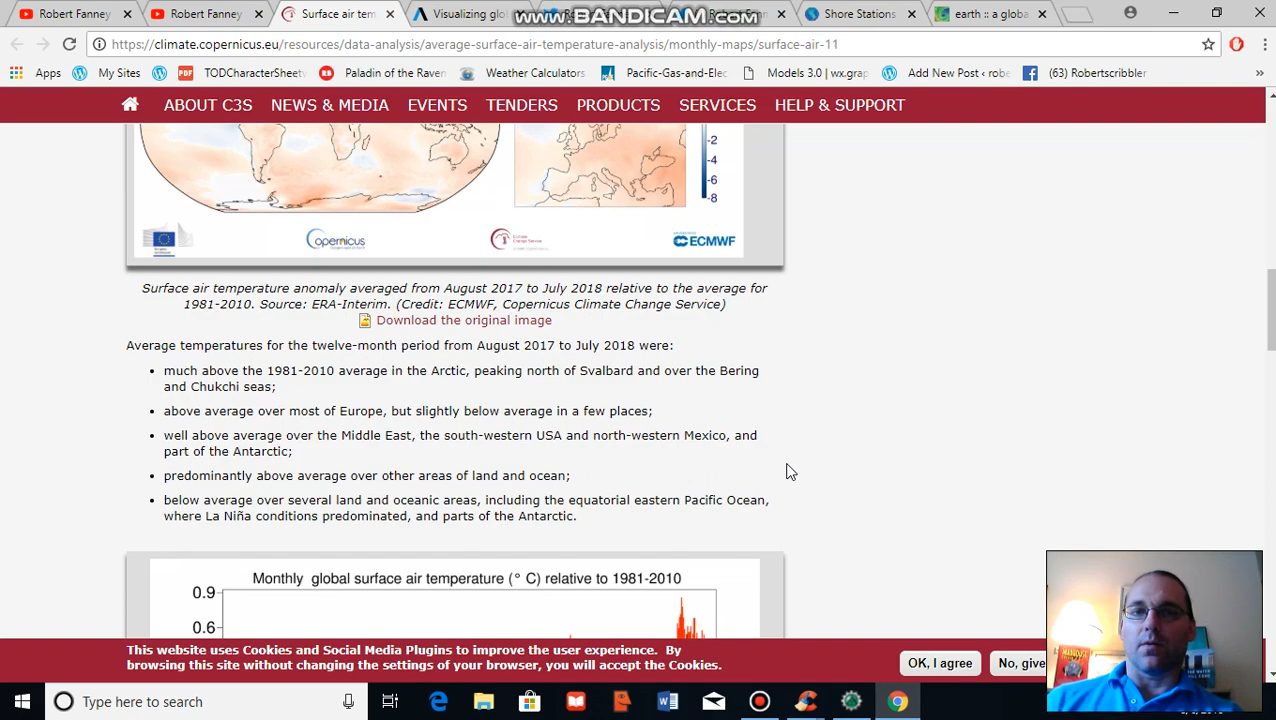 www.BANDICAM.com
Robert Fanney
Robert Fanney
Surface air tem
Visualizing glo
Shore Stations
earth :: a globa
https://climate.copernicus.eu/resources/data-analysis/average-surface-air-temperature-analysis/monthly-maps/surface-air-11
Apps My Sites TODCharacterSheet Paladin of the Raven Weather Calculators Pacific-Gas-and-Elec Models 3.0 | wx.grap Add New Post ‹ robe (63) Robertscribbler
ABOUT C3S NEWS & MEDIA EVENTS TENDERS PRODUCTS SERVICES HELP & SUPPORT
-2
-4
-6
-8
opernicus
ECMWF
Surface air temperature anomaly averaged from August 2017 to July 2018 relative to the average for
1981-2010. Source: ERA-Interim. (Credit: ECMWF, Copernicus Climate Change Service)
Download the original image
Average temperatures for the twelve-month period from August 2017 to July 2018 were:
• much above the 1981-2010 average in the Arctic, peaking north of Svalbard and over the Bering
and Chukchi seas;
• above average over most of Europe, but slightly below average in a few places;
• well above average over the Middle East, the south-western USA and north-western Mexico, and
part of the Antarctic;
• predominantly above average over other areas of land and ocean;
• below average over several land and oceanic areas, including the equatorial eastern Pacific Ocean,
where La Niña conditions predominated, and parts of the Antarctic.
Monthly global surface air temperature (° C) relative to 1981-2010
0.9
0.6
This website uses Cookies and Social Media Plugins to improve the user experience. By
browsing this site without changing the settings of your browser, you will accept the Cookies.
OK, I agree
No, give
Type here to search